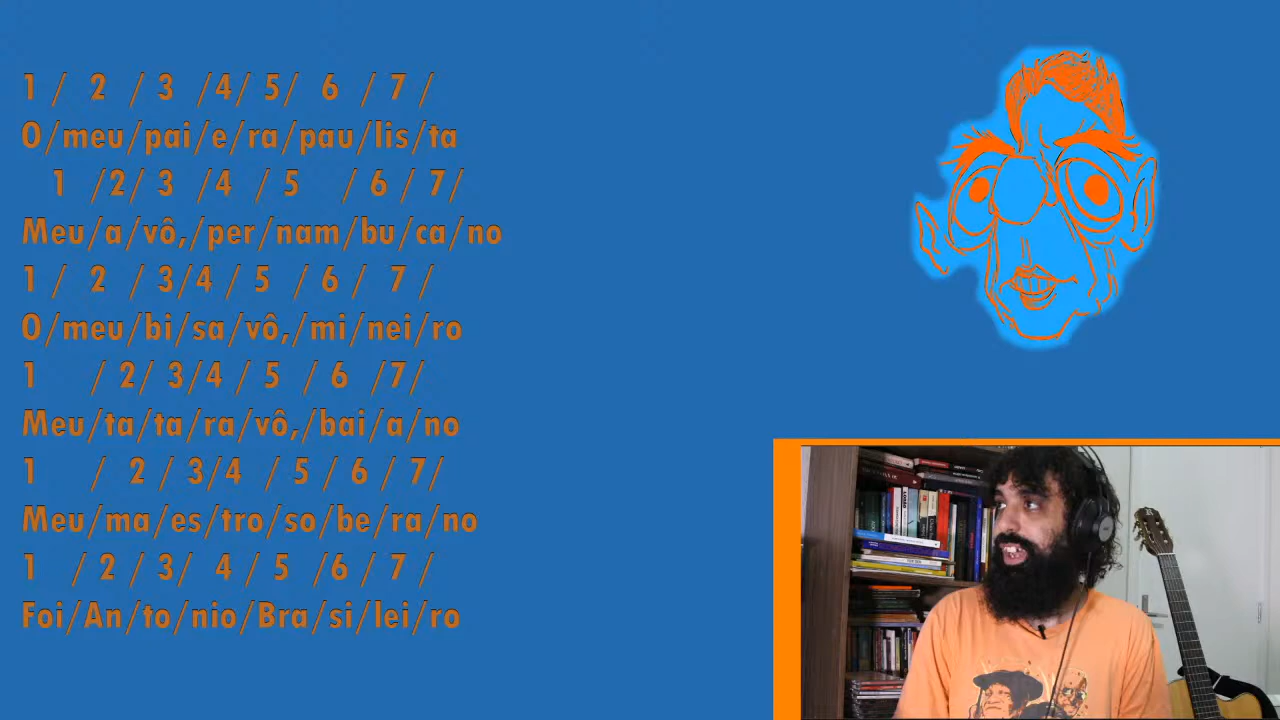 1 / 2 / 3 /4/ 5/ 6 / 7 /
O/meu/pai/e/ra/pau/lis/ta
1 /2/ 3 /4 / 5 / 6 / 7/
Meu/a/vô,/per/nam/bu/ca/no
1 / 2 / 3/4 / 5 / 6 / 7 /
O/meu/bi/sa/vô,/mi/nei/ro
1 / 2/ 3/4 / 5 / 6 /7/
Meu/ta/ta/ra/vô,/bai/a/no
1 / 2 / 3/4 / 5 / 6 / 7/
Meu/ma/es/tro/so/be/ra/no
1 / 2 / 3/ 4 / 5 /6 / 7 /
Foi/An/to/nio/Bra/si/lei/ro